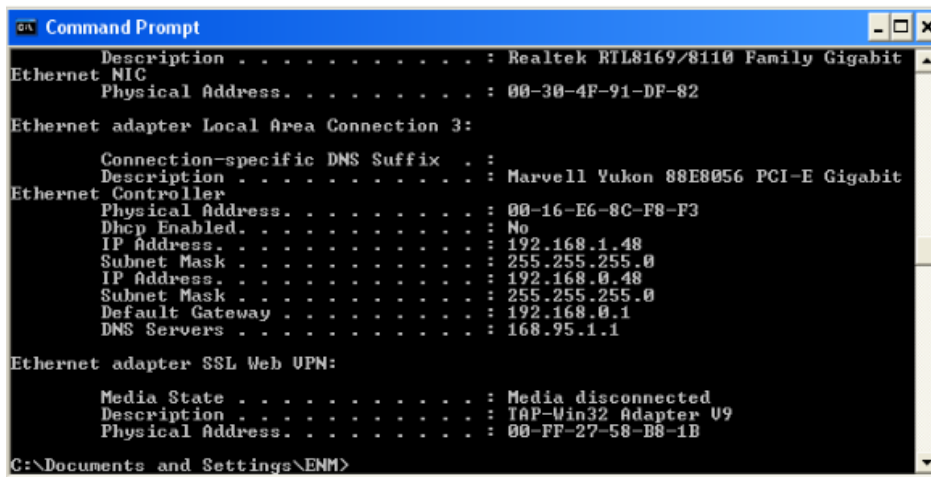 Command Prompt
Description . . . . . . . . . . . : Realtek RTL8169/8110 Family Gigabit
Ethernet NIC
Physical Address. . . . . . . . . : 00-30-4F-91-DF-82
Ethernet adapter Local Area Connection 3:
Connection-specific DNS Suffix . :
Description . . . . . . . . . . . : Marvell Yukon 88E8056 PCI-E Gigabit
Ethernet Controller
Physical Address. . . . . . . . . : 00-16-E6-8C-F8-F3
Dhcp Enabled. . . . . . . . . . . : No
IP Address. . . . . . . . . . . . : 192.168.1.48
Subnet Mask . . . . . . . . . . . : 255.255.255.0
IP Address. . . . . . . . . . . . : 192.168.0.48
Subnet Mask . . . . . . . . . . . : 255.255.255.0
Default Gateway . . . . . . . . . : 192.168.0.1
DNS Servers . . . . . . . . . . . : 168.95.1.1
Ethernet adapter SSL Web VPN:
Media State . . . . . . . . . . . : Media disconnected
Description . . . . . . . . . . . : TAP-Win32 Adapter V9
Physical Address. . . . . . . . . : 00-FF-27-58-B8-1B
C:\Documents and Settings\ENM>